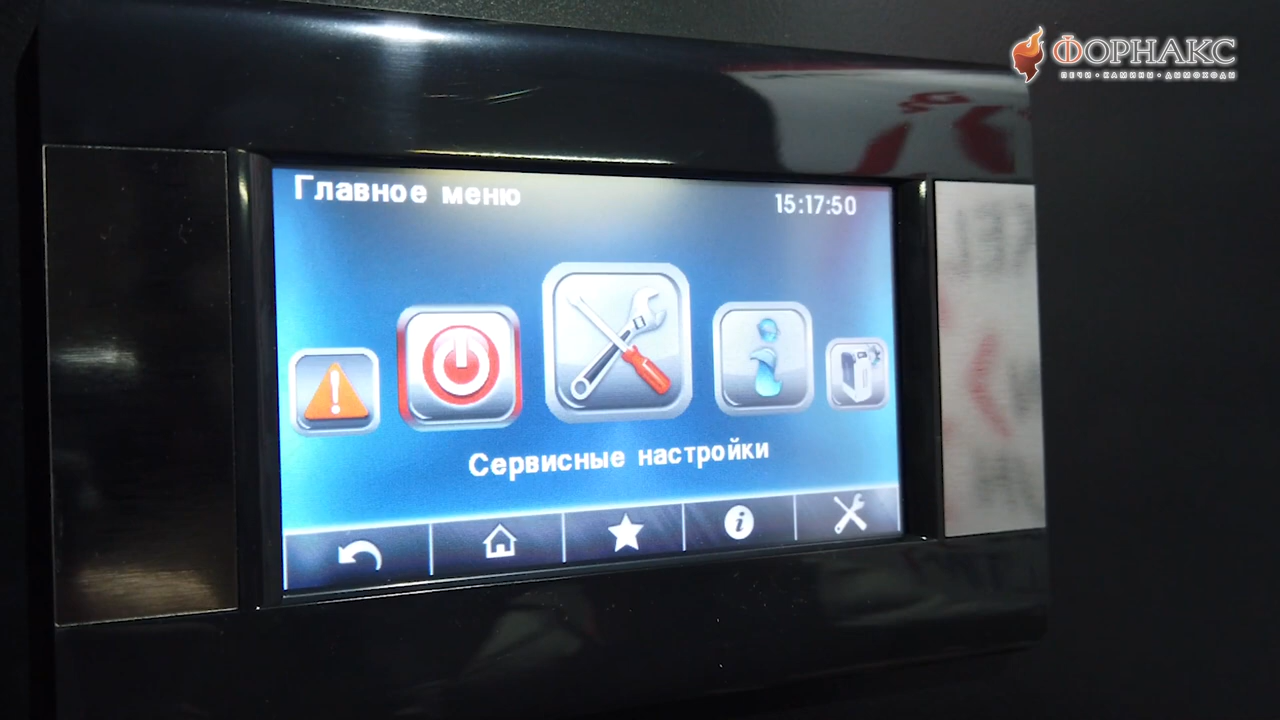 ФОРНАКС
ПЕЧИ • КАМИНЫ • ДЫМОХОДЫ
Главное меню
15:17:50
Сервисные настройки